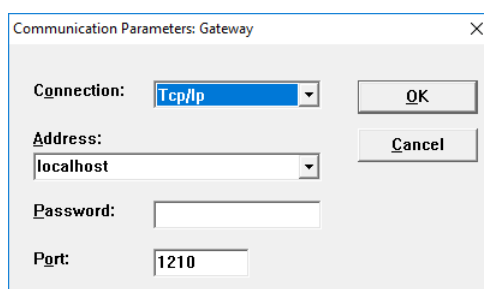 Communication Parameters: Gateway
Connection: Tcp/Ip OK
Address: Cancel
localhost
Password:
Port: 1210